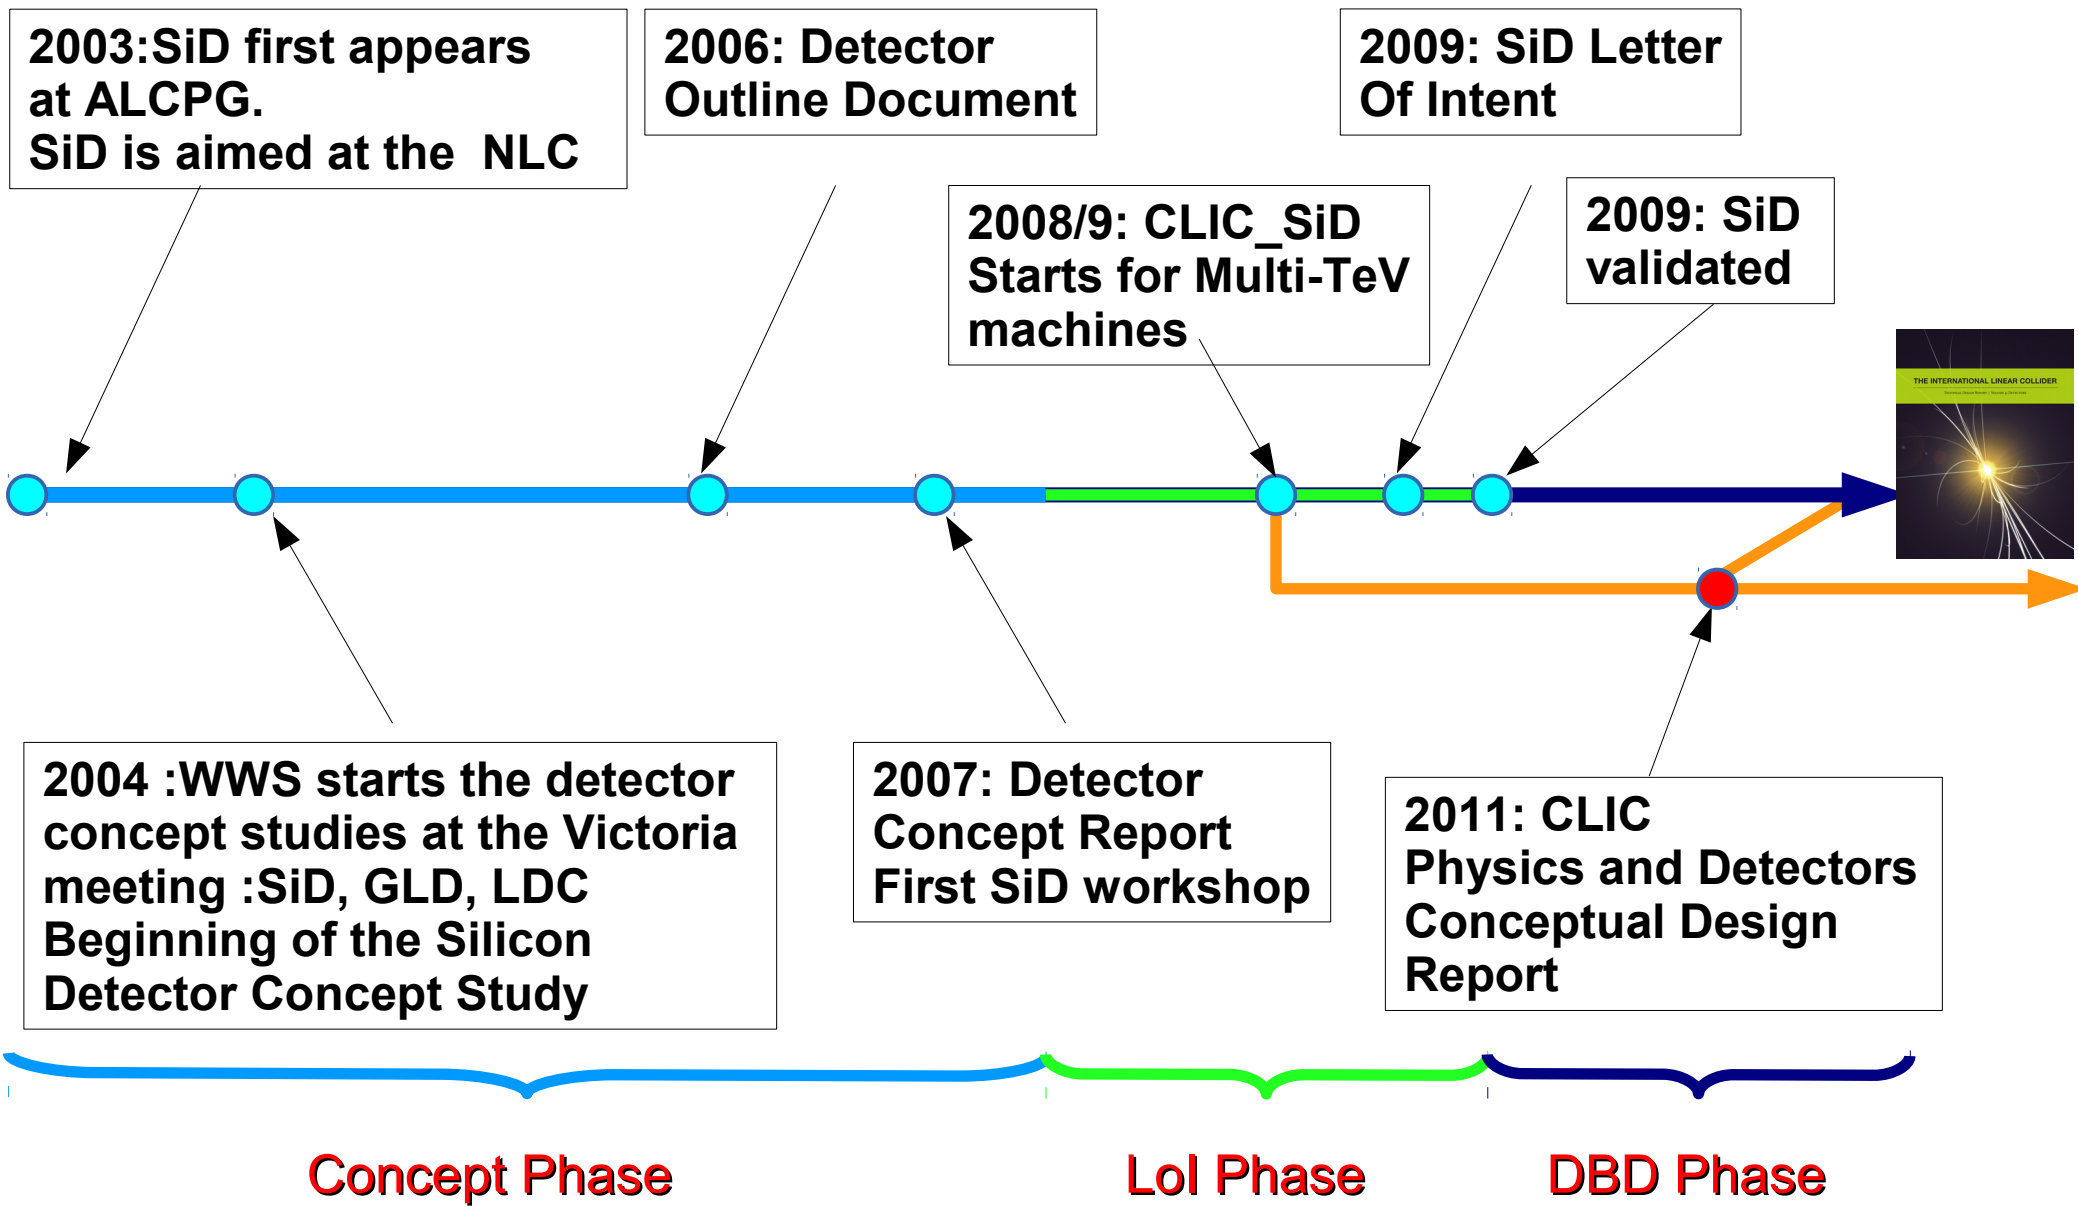 2003:SiD first appears
at ALCPG.
SiD is aimed at the  NLC
2006: Detector
Outline Document
2009: SiD Letter
Of Intent
2008/9: CLIC_SiD
Starts for Multi-TeV
machines
2009: SiD
validated
THE INTERNATIONAL LINEAR COLLIDER
2004 :WWS starts the detector
concept studies at the Victoria
meeting :SiD, GLD, LDC
Beginning of the Silicon
Detector Concept Study
2007: Detector
Concept Report
First SiD workshop
2011: CLIC
Physics and Detectors
Conceptual Design
Report
Concept Phase
LoI Phase
DBD Phase